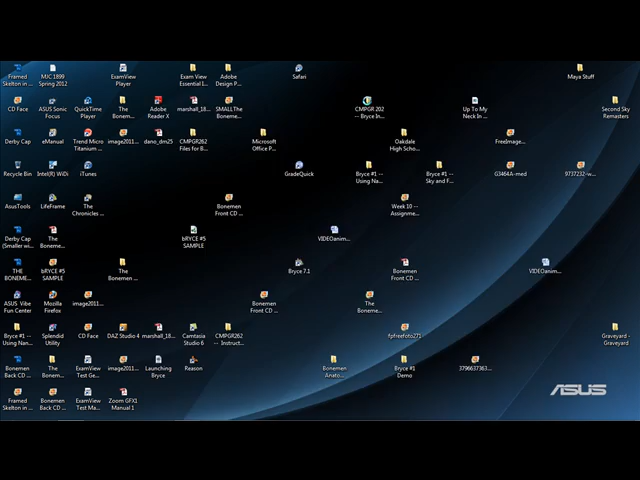 Framed
Skelton in ...
MJC 1899
Spring 2012
ExamView
Player
Exam View
Essential I...
Adobe
Design P...
Safari
Maya Stuff
CD Face
ASUS Sonic
Focus
QuickTime
Player
The
Bonem...
Adobe
Reader X
marshall_18...
SMALLThe
Boneme...
CMPGR 202
-- Bryce In...
Up To My
Neck In ...
Second Sky
Remasters
Derby Cap
eManual
Trend Micro
Titanium ...
image2011...
dano_dm25
CMPGR262
Files for B...
Microsoft
Office P...
Oakdale
High Scho...
FreeImage...
Recycle Bin
Intel(R) WiDi
iTunes
GradeQuick
Bryce #1 --
Using Nan...
Bryce #1 --
Sky and F...
G3464A-med
9737232-w...
AsusTools
LifeFrame
The
Chronicles ...
Bonemen
Front CD ...
Week 10 --
Assignme...
Derby Cap
(Smaller wi...
The
Boneme...
bRYCE #5
SAMPLE
VIDEOanim...
THE
BONEME...
bRYCE #5
SAMPLE
The
Bonemen ...
Bryce 7.1
Bonemen
Front CD ...
VIDEOanim...
ASUS Vibe
Fun Center
Mozilla
Firefox
image2011...
Bonemen
Front CD ...
The
Boneme...
Bryce #1 --
Using Nan...
Splendid
Utility
CD Face
DAZ Studio 4
marshall_18...
Camtasia
Studio 6
CMPGR262
-- Instruct...
fpfreefoto271
Graveyard -
Graveyard
Bonemen
Back CD ...
The
Bonem...
ExamView
Test Ge...
image2011...
Launching
Bryce
Reason
Bonemen
Anato...
Bryce #1
Demo
3796637363...
ASUS
Framed
Skelton in ...
Bonemen
Back CD ...
ExamView
Test Ma...
Zoom GFX1
Manual 1